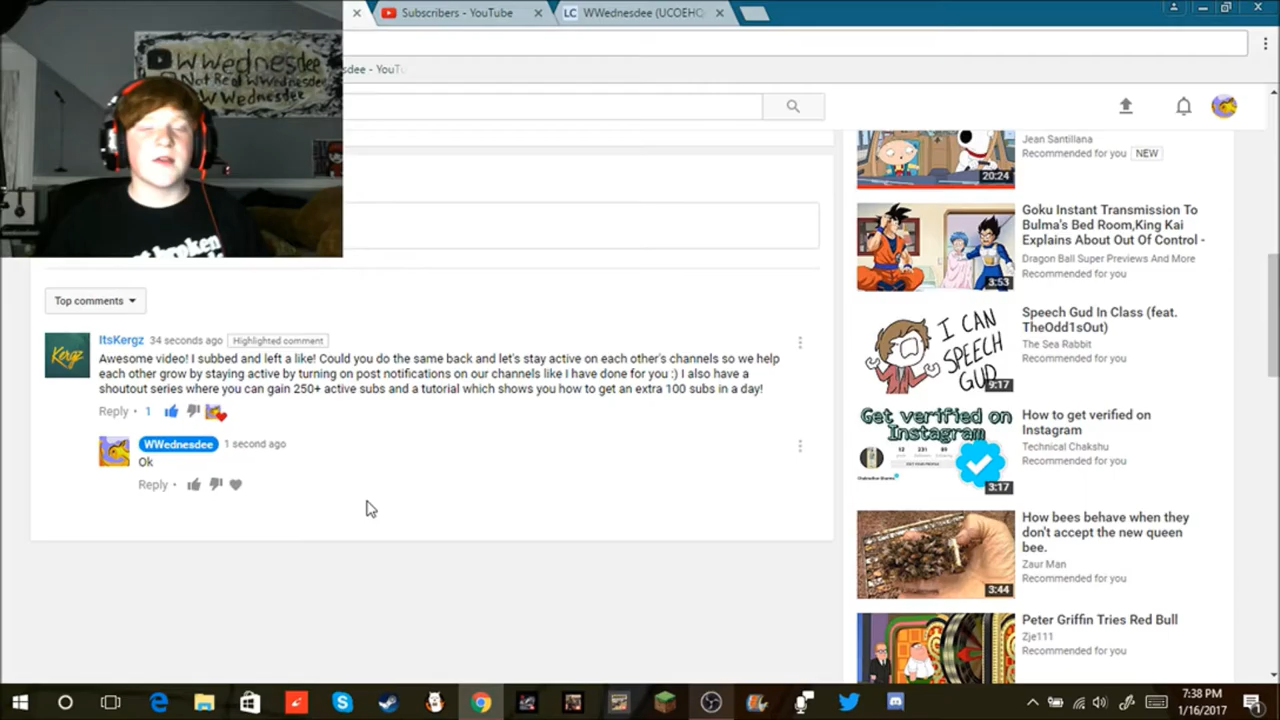 Subscribers - YouTube
LC WWednesdee (UCOEHQ
WWednesdee
Not Real WWednesdee
W Wednesdee
sdee - YouTu
Jean Santillana
Recommended for you NEW
20:24
Goku Instant Transmission To
Bulma's Bed Room,King Kai
Explains About Out Of Control -
Dragon Ball Super Previews And More
Recommended for you
3:53
Top comments
Speech Gud In Class (feat.
TheOdd1sOut)
The Sea Rabbit
Recommended for you
I CAN
SPEECH
GUD
9:17
Kergz
ItsKergz 34 seconds ago Highlighted comment
Awesome video! I subbed and left a like! Could you do the same back and let's stay active on each other's channels so we help
each other grow by staying active by turning on post notifications on our channels like I have done for you :) I also have a
shoutout series where you can gain 250+ active subs and a tutorial which shows you how to get an extra 100 subs in a day!
Reply • 1
WWednesdee 1 second ago
Ok
Reply •
Get verified on
Instagram
3:17
How to get verified on
Instagram
Technical Chakshu
Recommended for you
How bees behave when they
don't accept the new queen
bee.
Zaur Man
Recommended for you
3:44
Peter Griffin Tries Red Bull
Zje111
Recommended for you
7:38 PM
1/16/2017